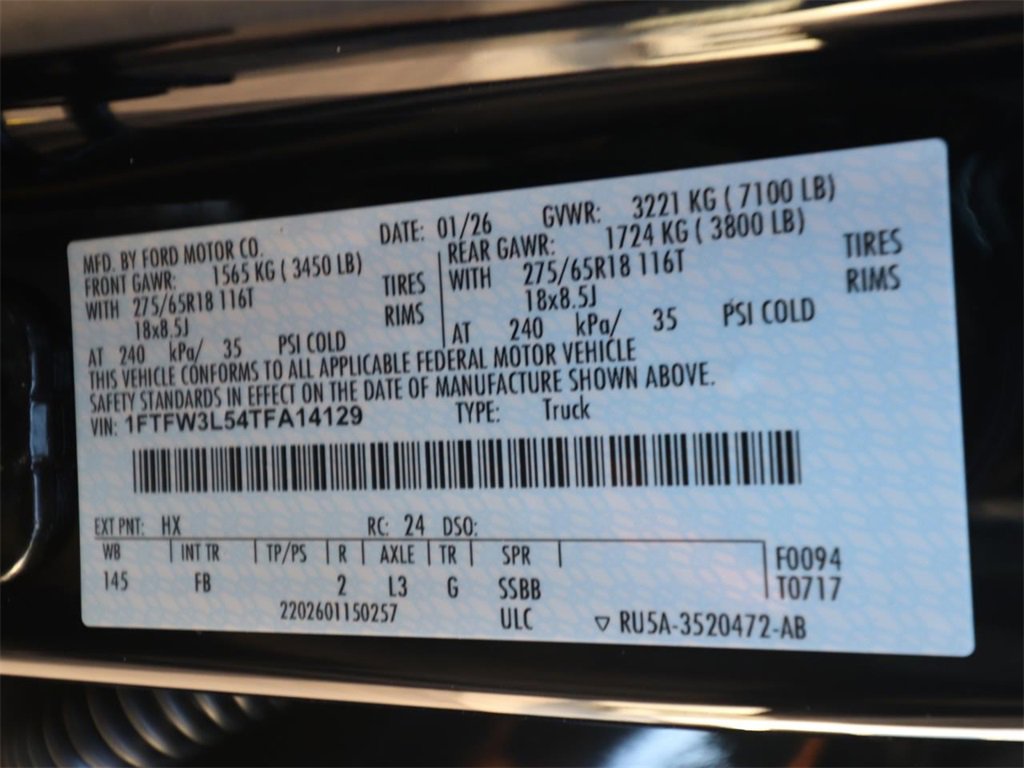 MFD. BY FORD MOTOR CO. DATE: 01/26 GVWR: 3221 KG ( 7100 LB)
FRONT GAWR: 1565 KG ( 3450 LB) REAR GAWR: 1724 KG ( 3800 LB)
WITH 275/65R18 116T TIRES WITH 275/65R18 116T TIRES
18x8.5J RIMS 18x8.5J RIMS
AT 240 kPa/ 35 PSI COLD AT 240 kPa/ 35 PSI COLD
THIS VEHICLE CONFORMS TO ALL APPLICABLE FEDERAL MOTOR VEHICLE
SAFETY STANDARDS IN EFFECT ON THE DATE OF MANUFACTURE SHOWN ABOVE.
VIN: 1FTFW3L54TFA14129 TYPE: Truck
EXT PNT: HX RC: 24 DSO:
WB INT TR TP/PS R AXLE TR SPR F0094
145 FB 2 L3 G SSBB T0717
2202601150257 ULC ▽ RU5A-3520472-AB